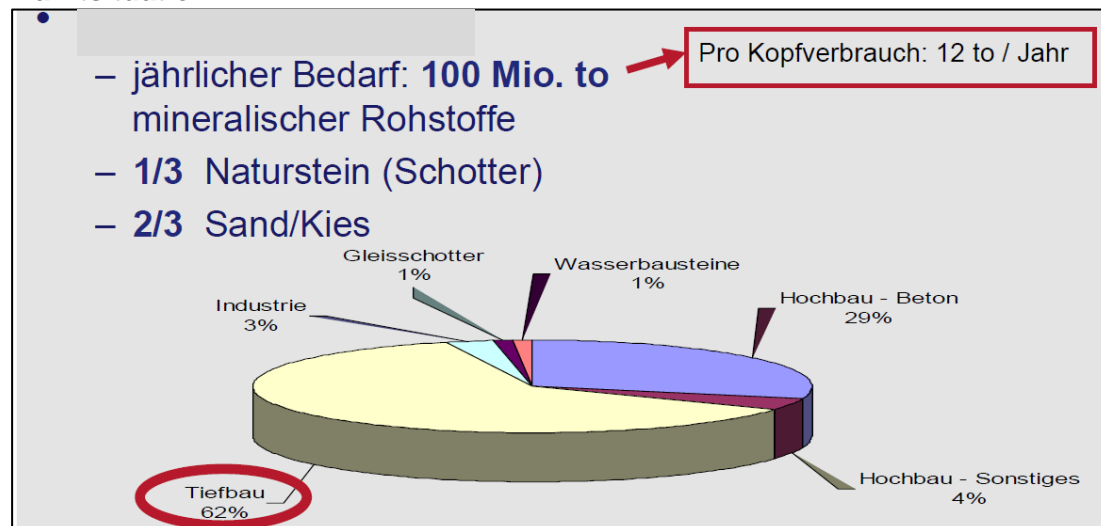 Pro Kopfverbrauch: 12 to / Jahr
– jährlicher Bedarf: 100 Mio. to
mineralischer Rohstoffe
– 1/3 Naturstein (Schotter)
– 2/3 Sand/Kies
Gleisschotter
1%
Wasserbausteine
1%
Industrie
3%
Hochbau - Beton
29%
Tiefbau
62%
Hochbau - Sonstiges
4%